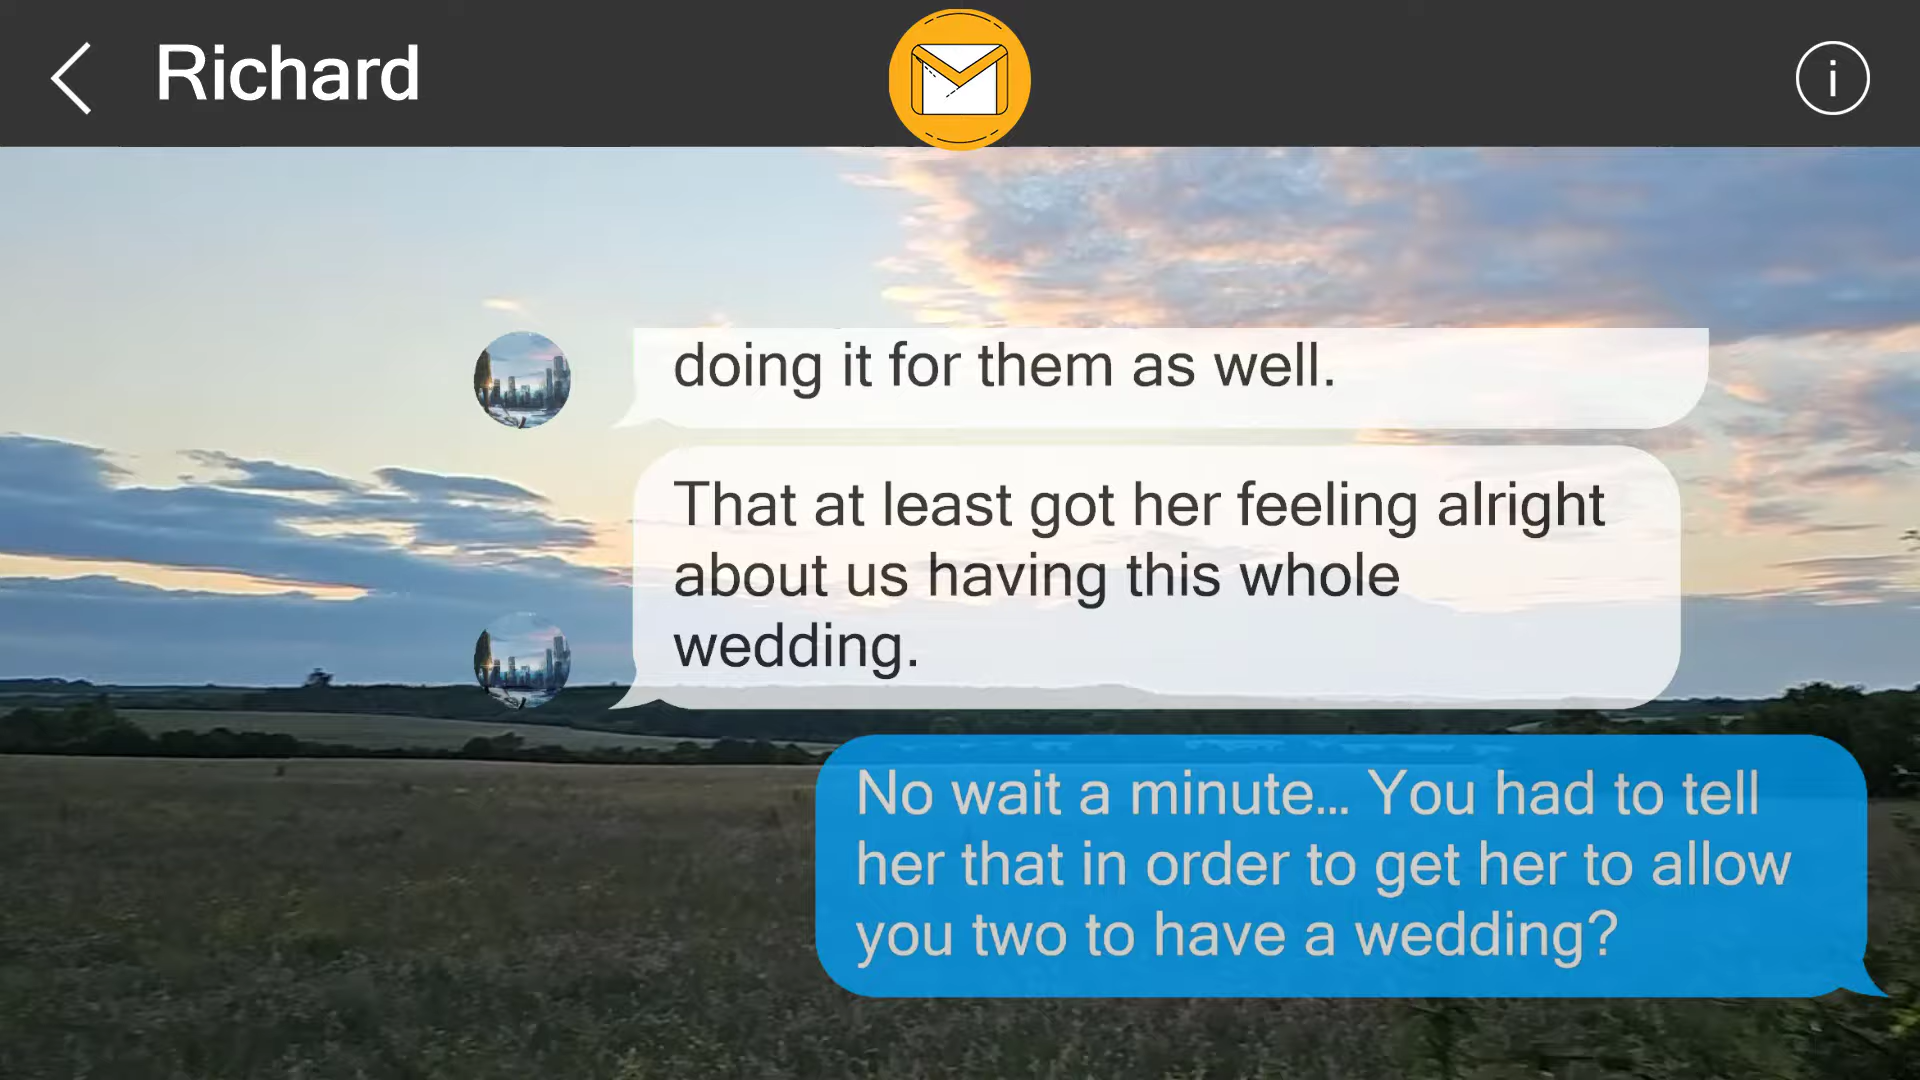 Richard
i
doing it for them as well.
That at least got her feeling alright
about us having this whole
wedding.
No wait a minute... You had to tell
her that in order to get her to allow
you two to have a wedding?